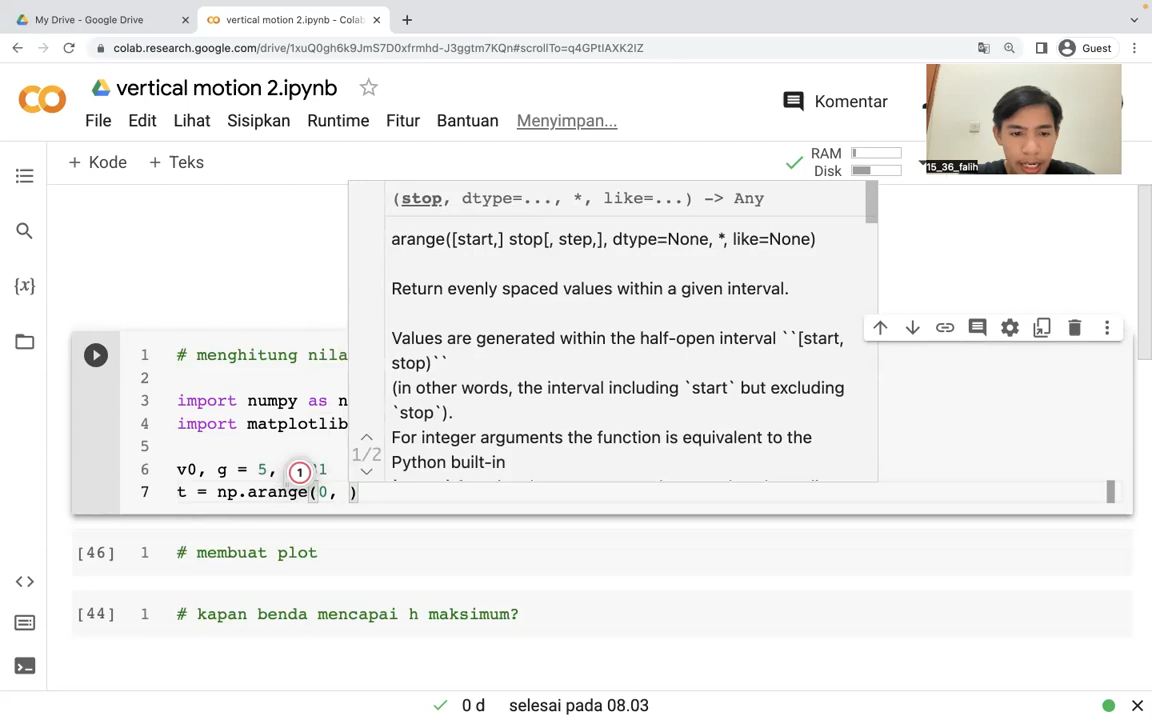 My Drive - Google Drive
vertical motion 2.ipynb - Colab
colab.research.google.com/drive/1xuQ0gh6k9JmS7D0xfrmhd-J3ggtm7KQn#scrollTo=q4GPtlAXK2IZ
Guest
vertical motion 2.ipynb
File Edit Lihat Sisipkan Runtime Fitur Bantuan Menyimpan...
Komentar
15_36_falih
+ Kode + Teks
RAM
Disk
(stop, dtype=..., *, like=...) -> Any
arange([start,] stop[, step,], dtype=None, *, like=None)
Return evenly spaced values within a given interval.
Values are generated within the half-open interval ``[start,
stop)``
(in other words, the interval including `start` but excluding
`stop`).
For integer arguments the function is equivalent to the
Python built-in
1/2
1 # menghitung nila
2
3 import numpy as n
4 import matplotlib
5
6 v0, g = 5, 1
7 t = np.arange(0, )
[46] 1 # membuat plot
[44] 1 # kapan benda mencapai h maksimum?
0 d selesai pada 08.03